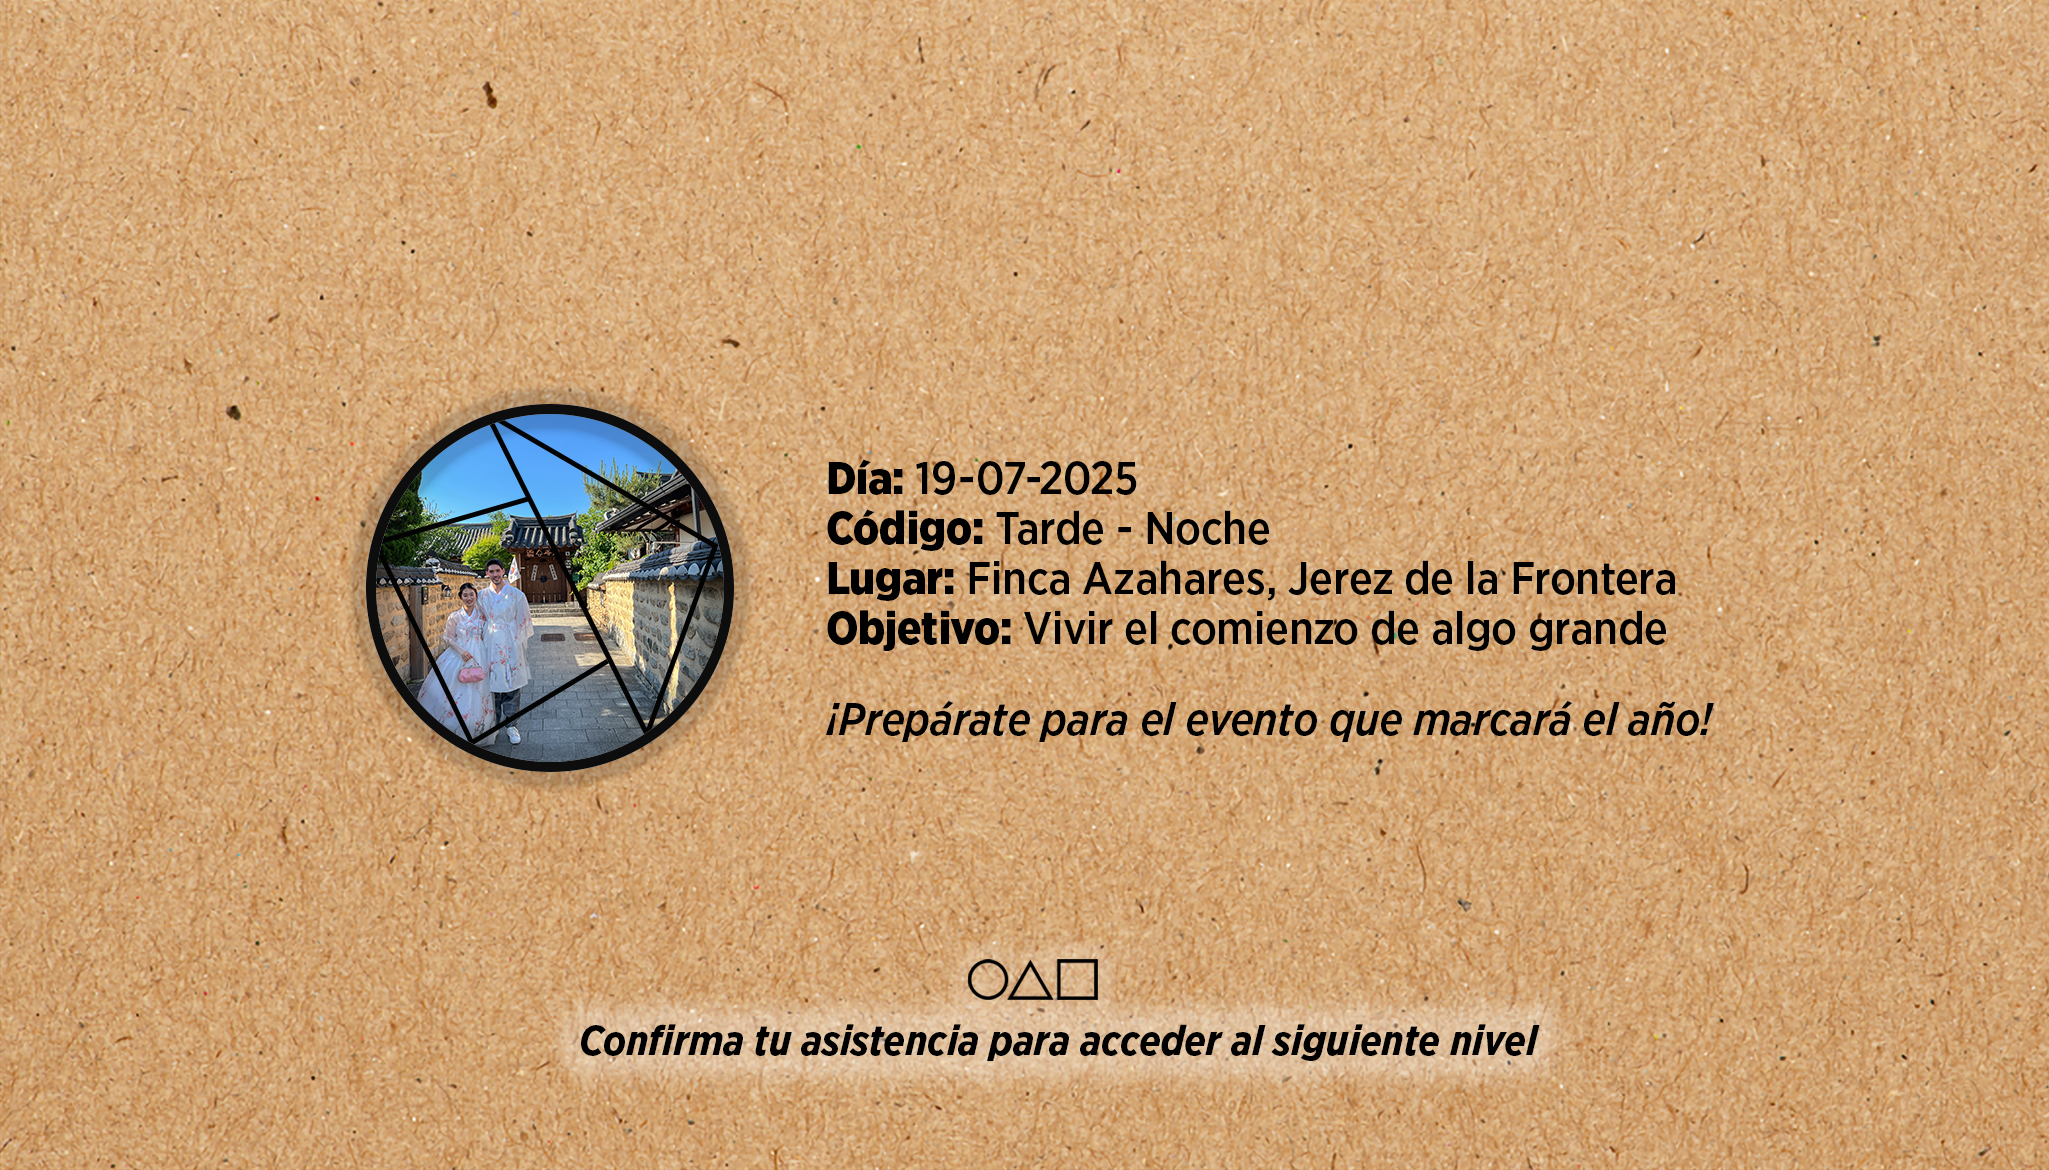 Día: 19-07-2025
Código: Tarde - Noche
Lugar: Finca Azahares, Jerez de la Frontera
Objetivo: Vivir el comienzo de algo grande
¡Prepárate para el evento que marcará el año!
Confirma tu asistencia para acceder al siguiente nivel